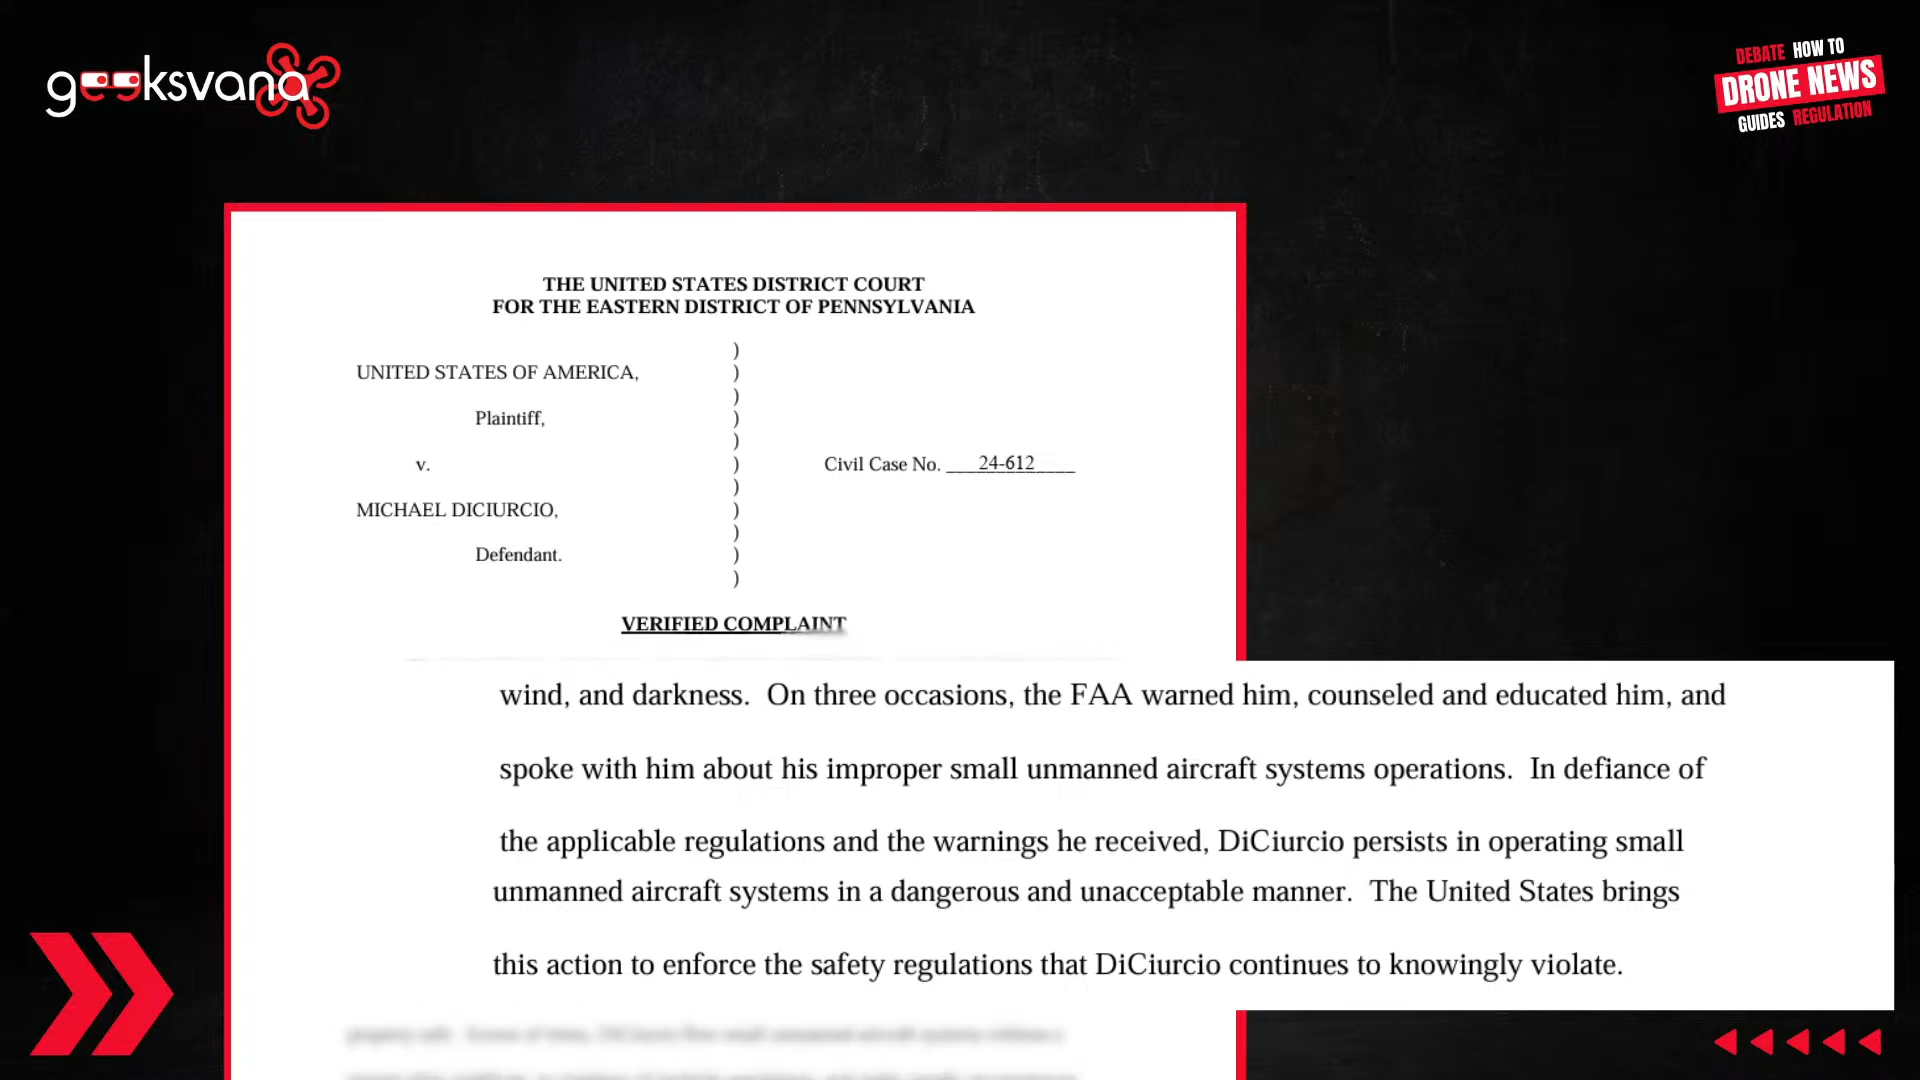 geeksvana
DEBATE HOW TO
DRONE NEWS
GUIDES REGULATION
THE UNITED STATES DISTRICT COURT
FOR THE EASTERN DISTRICT OF PENNSYLVANIA
)
UNITED STATES OF AMERICA, )
)
Plaintiff, )
)
v. ) Civil Case No. ___24-612____
)
MICHAEL DICIURCIO, )
)
Defendant. )
)
VERIFIED COMPLAINT
wind, and darkness. On three occasions, the FAA warned him, counseled and educated him, and
spoke with him about his improper small unmanned aircraft systems operations. In defiance of
the applicable regulations and the warnings he received, DiCiurcio persists in operating small
unmanned aircraft systems in a dangerous and unacceptable manner. The United States brings
this action to enforce the safety regulations that DiCiurcio continues to knowingly violate.